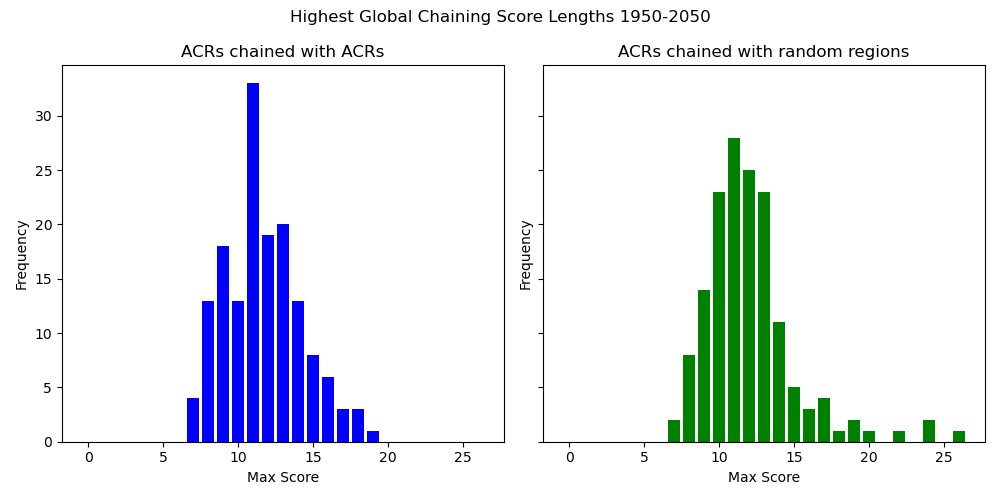 Highest Global Chaining Score Lengths 1950-2050
ACRs chained with ACRs
Frequency
30
25
20
15
10
5
0
0 5 10 15 20 25
Max Score
ACRs chained with random regions
Frequency
0 5 10 15 20 25
Max Score